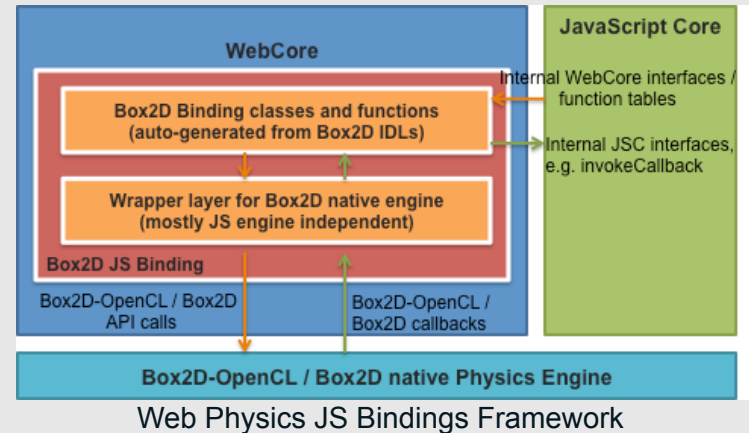 JavaScript Core
WebCore
Internal WebCore interfaces /
function tables
Box2D Binding classes and functions
(auto-generated from Box2D IDLs)
Internal JSC interfaces,
e.g. invokeCallback
Wrapper layer for Box2D native engine
(mostly JS engine independent)
Box2D JS Binding
Box2D-OpenCL / Box2D
API calls
Box2D-OpenCL /
Box2D callbacks
Box2D-OpenCL / Box2D native Physics Engine
Web Physics JS Bindings Framework